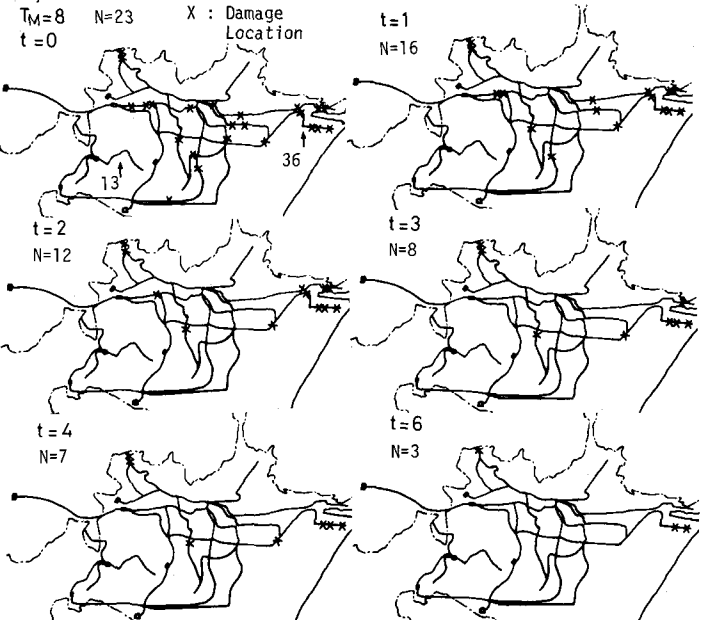 T_M=8 N=23 X : Damage Location
t=0
13
36
t=1
N=16
t=2
N=12
t=3
N=8
t=4
N=7
t=6
N=3